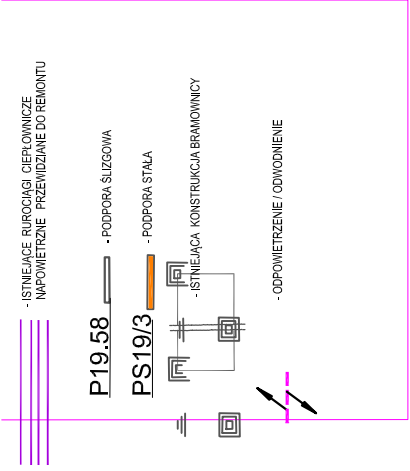 - ISTNIEJĄCE RUROCIĄGI CIEPŁOWNICZE
NAPOWIETRZNE PRZEWIDZIANE DO REMONTU
P19.58 - PODPORA ŚLIZGOWA
PS19/3 - PODPORA STAŁA
- ISTNIEJĄCA KONSTRUKCJA BRAMOWNICY
- ODPOWIETRZENIE / ODWODNIENIE